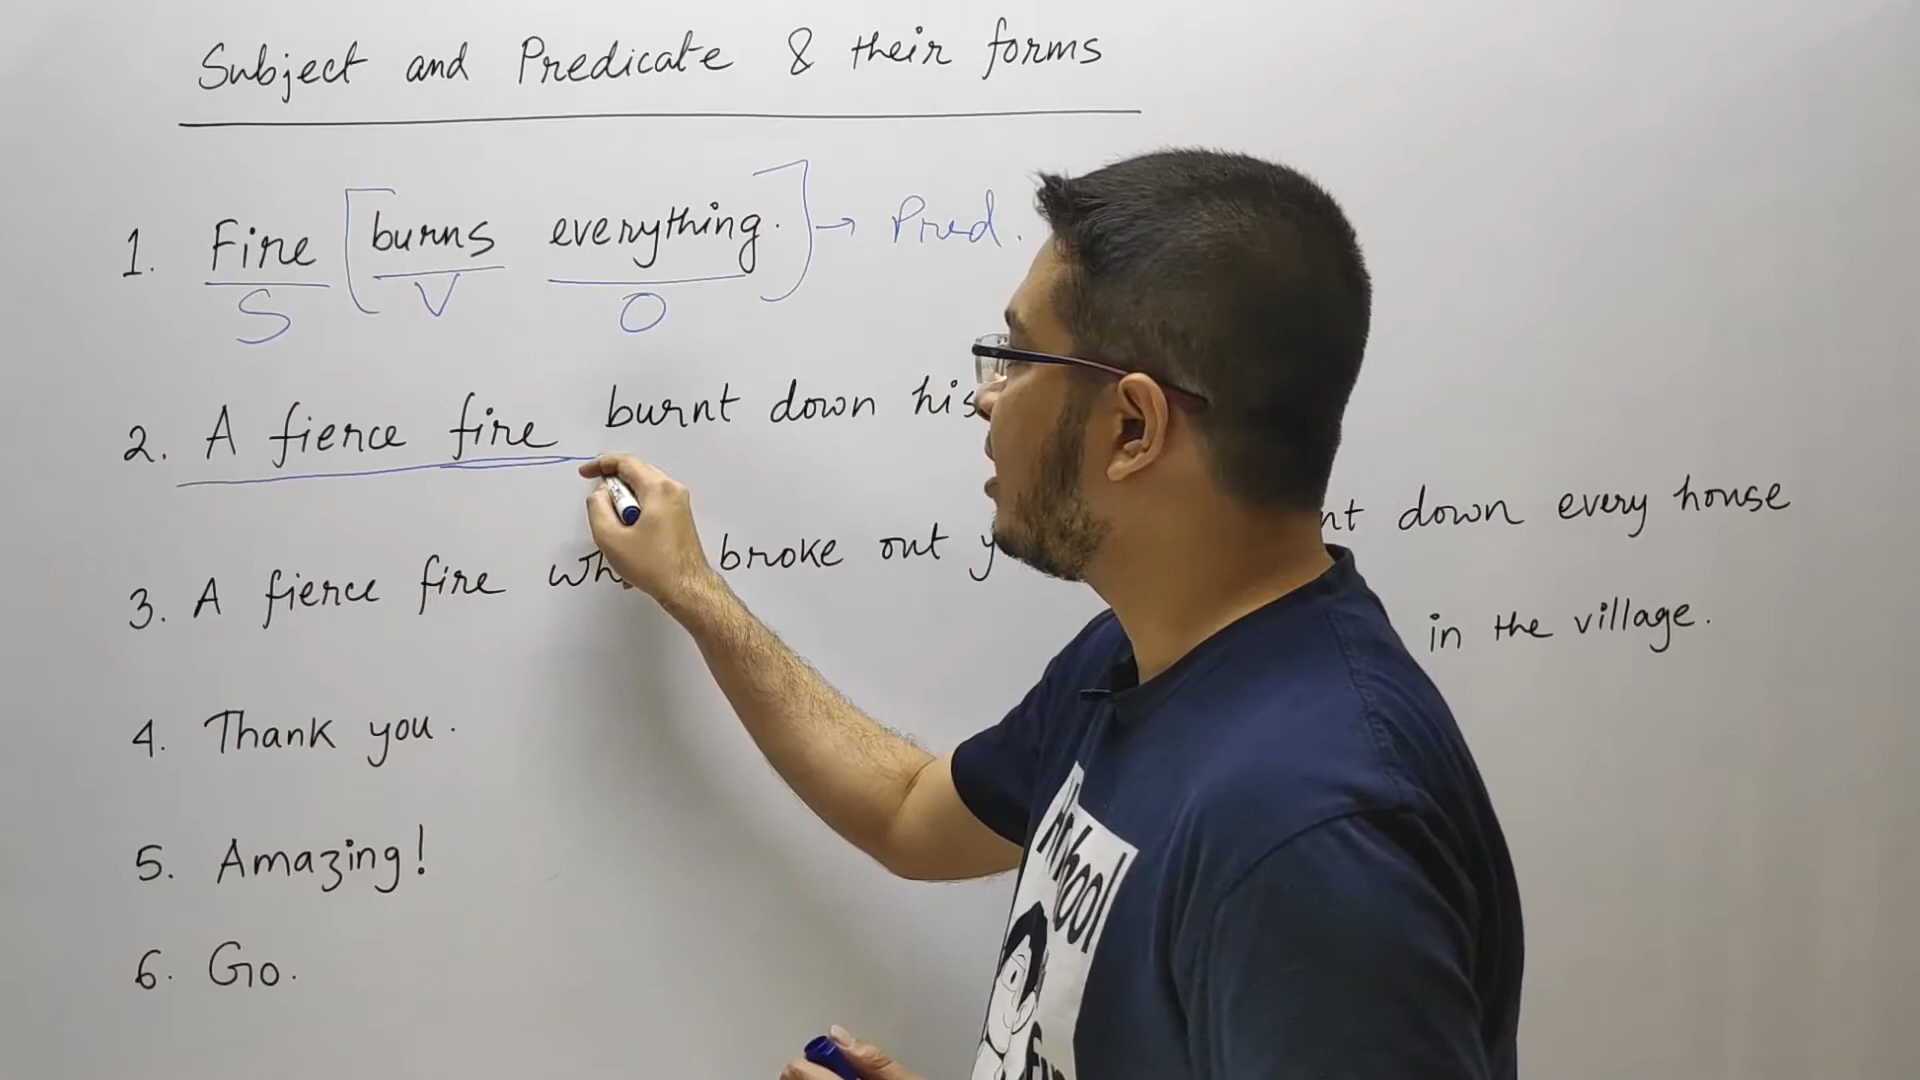 Subject and Predicate & their forms
1. Fire [burns everything.] → Pred.
S V O
2. A fierce fire burnt down his
3. A fierce fire broke out down every house
in the village.
4. Thank you.
5. Amazing!
6. Go.